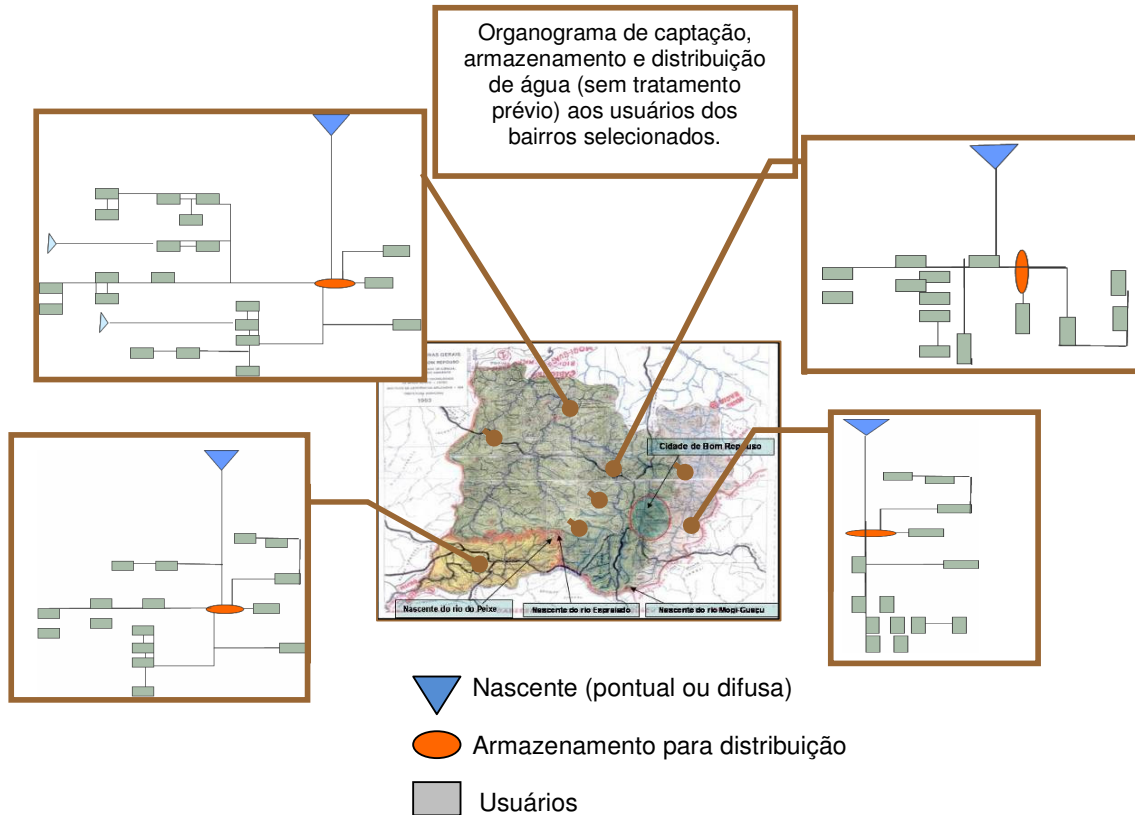 Organograma de captação,
armazenamento e distribuição
de água (sem tratamento
prévio) aos usuários dos
bairros selecionados.
1993
NOVA
Cidade de Bom Repouso
Nascente do rio do Peixe
Nascente do rio Espraiado
Nascente do rio Mogi-Guaçu
Nascente (pontual ou difusa)
Armazenamento para distribuição
Usuários